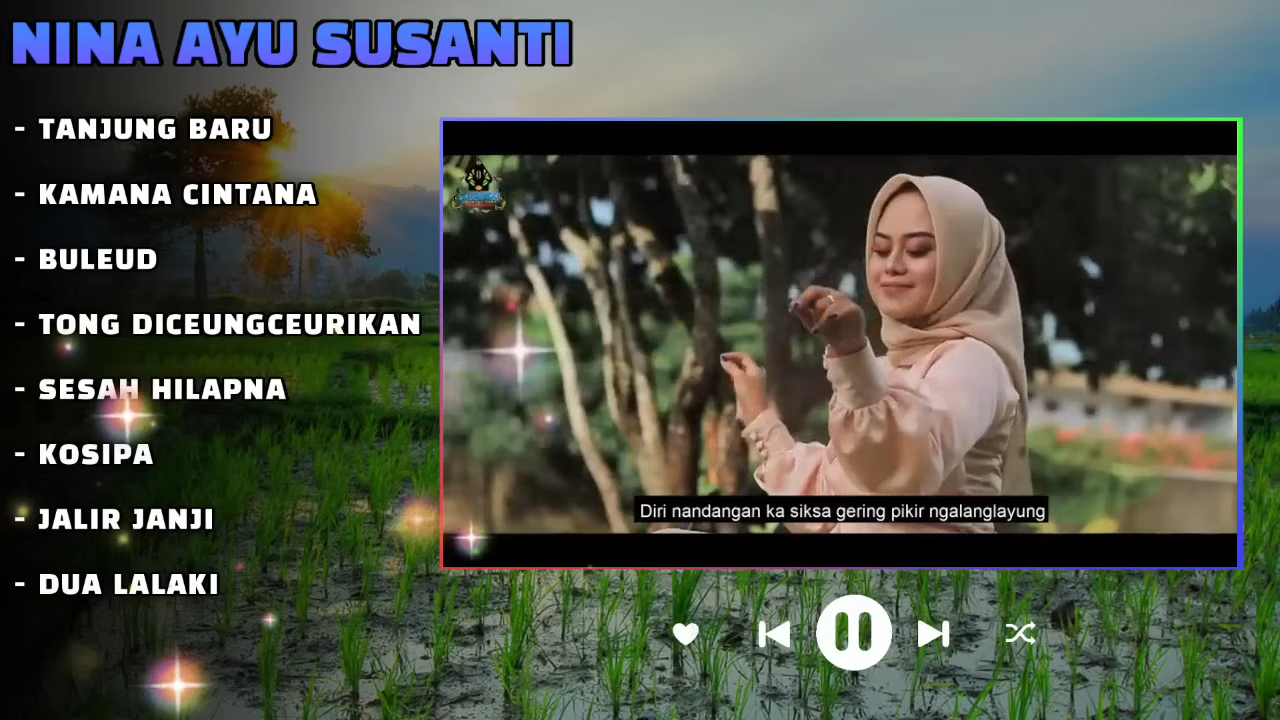 NINA AYU SUSANTI
- TANJUNG BARU
- KAMANA CINTANA
- BULEUD
- TONG DICEUNGCEURIKAN
- SESAH HILAPNA
- KOSIPA
- JALIR JANJI
- DUA LALAKI
Diri nandangan ka siksa gering pikir ngalanglayung